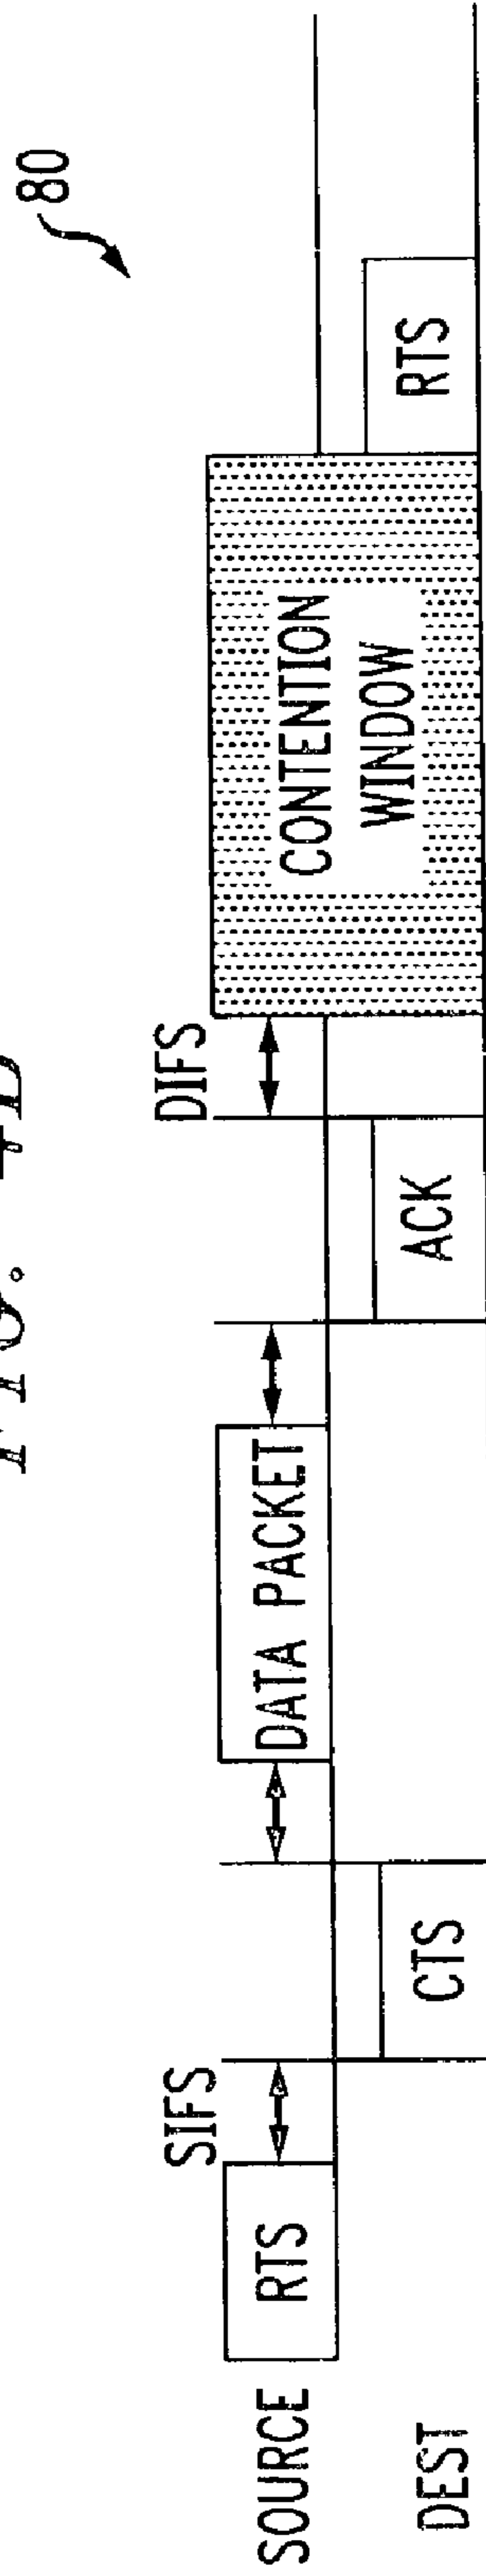 80
SOURCE
RTS
SIFS
DATA PACKET
DIFS
CONTENTION
WINDOW
DEST
CTS
ACK
RTS